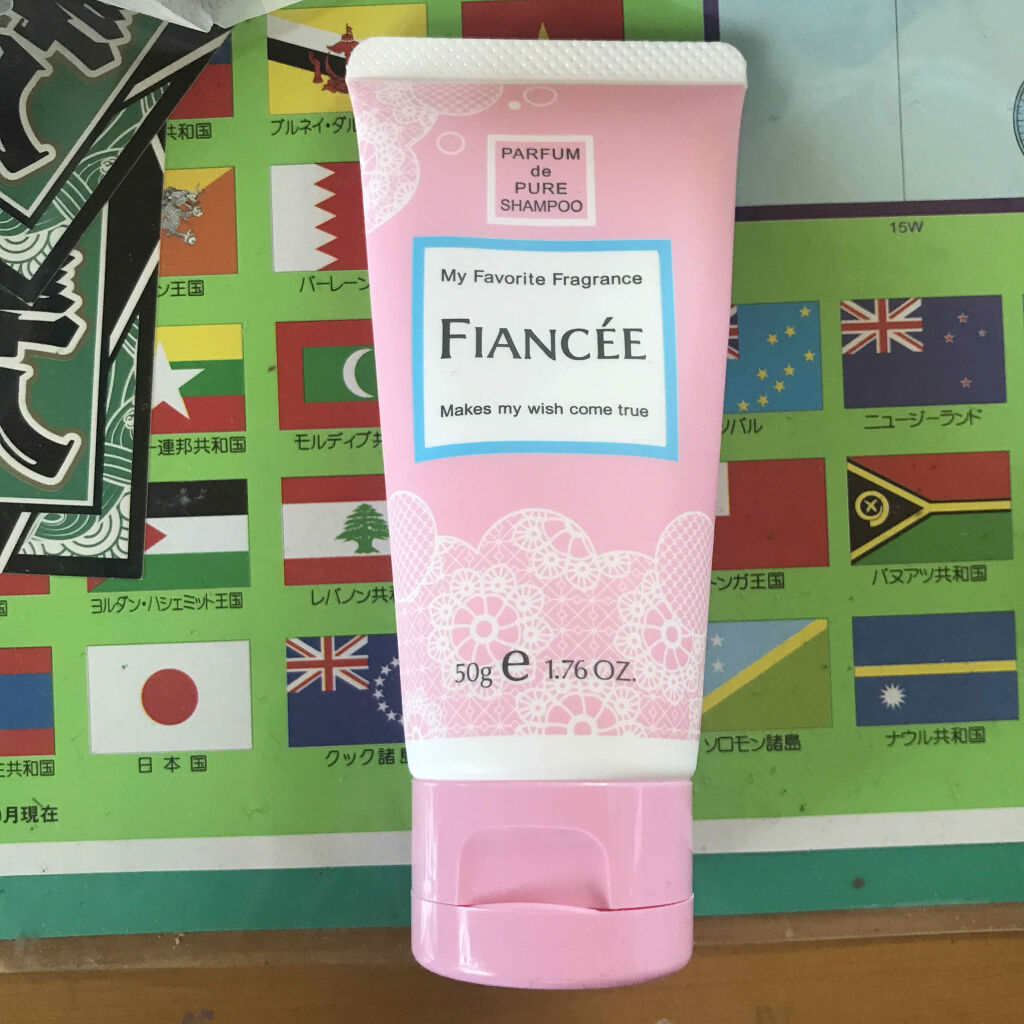 PARFUM
de
PURE
SHAMPOO
My Favorite Fragrance
FIANCÉE
Makes my wish come true
50g e 1.76 OZ.
共和国
ブルネイ・ダル
15W
ン王国
バーレーン
連邦共和国
モルディブ
バル
ニュージーランド
ヨルダン・ハシェミット王国
レバノン共
トンガ王国
バヌアツ共和国
共和国
日本国
クック諸島
ソロモン諸島
ナウル共和国
月現在